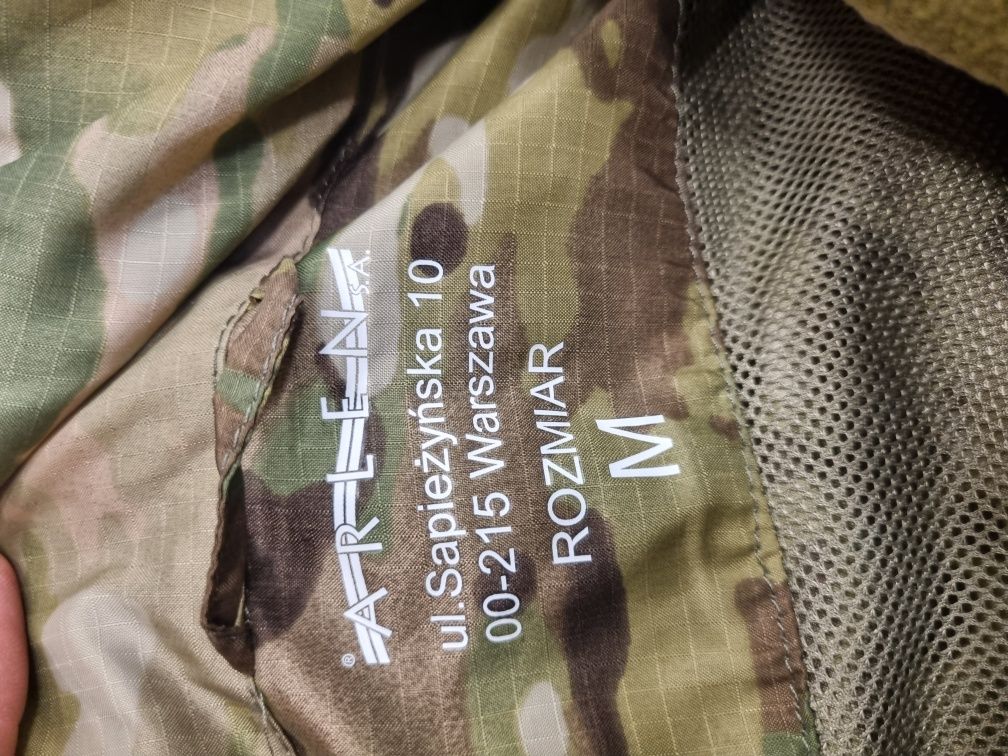 ® ARLEN S.A.
ul.Sapieżyńska 10
00-215 Warszawa
ROZMIAR
M